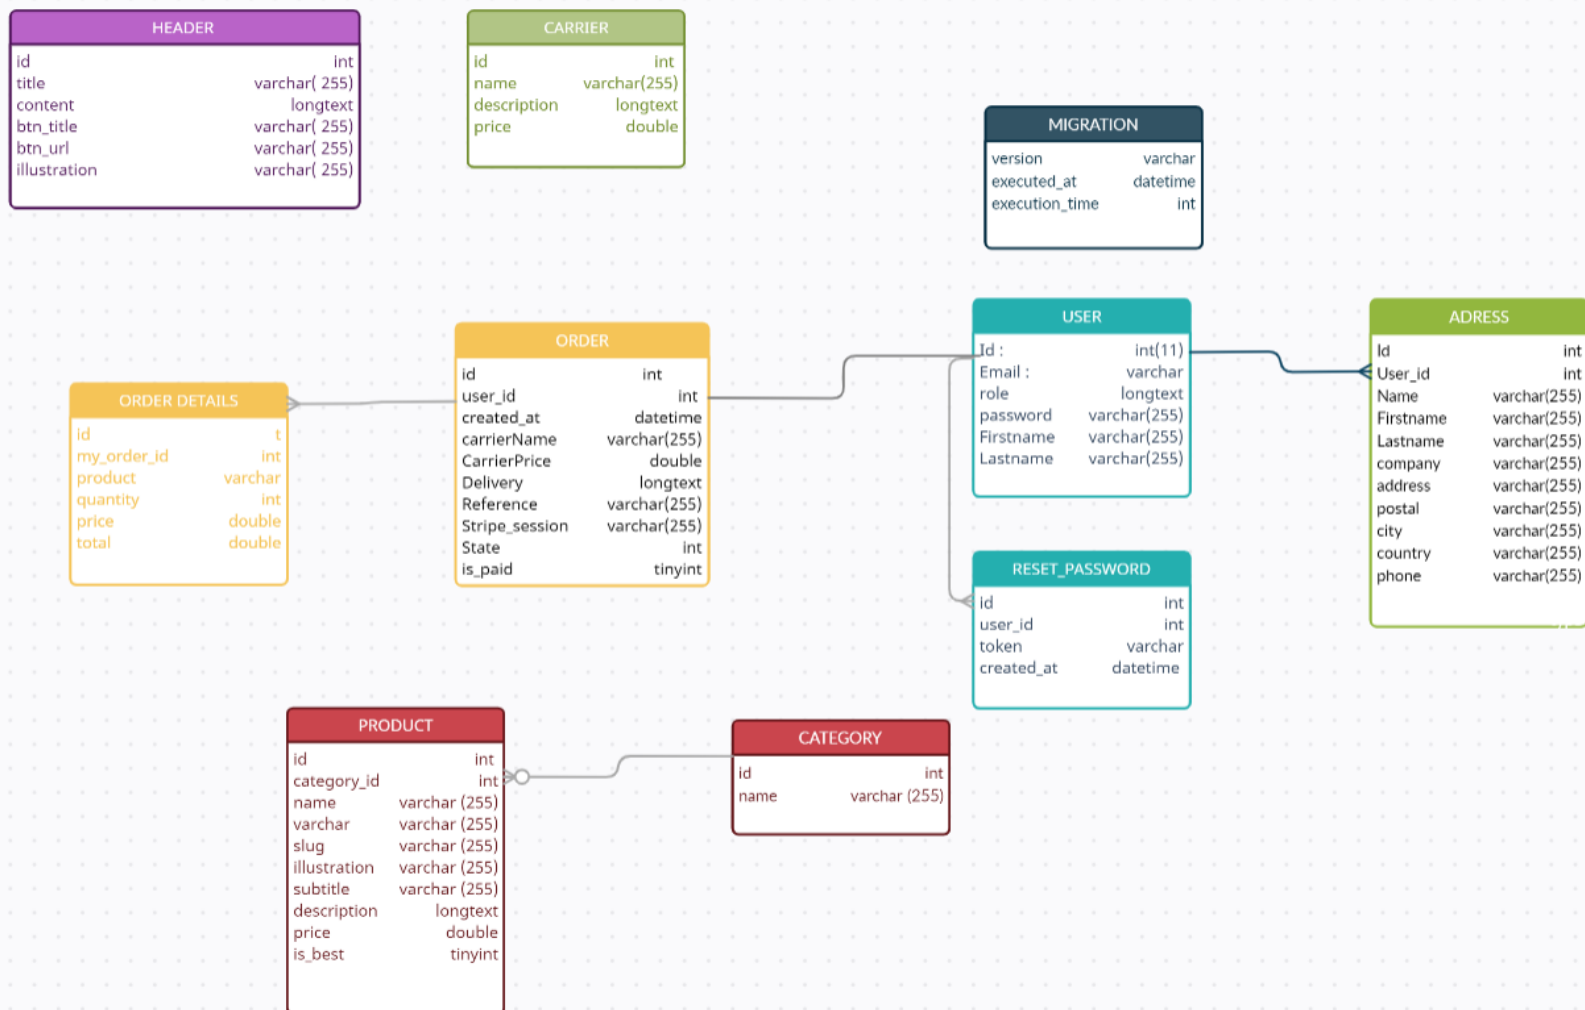 HEADER
id int
title varchar( 255)
content longtext
btn_title varchar( 255)
btn_url varchar( 255)
illustration varchar( 255)
CARRIER
id int
name varchar(255)
description longtext
price double
MIGRATION
version varchar
executed_at datetime
execution_time int
ORDER DETAILS
id t
my_order_id int
product varchar
quantity int
price double
total double
ORDER
id int
user_id int
created_at datetime
carrierName varchar(255)
CarrierPrice double
Delivery longtext
Reference varchar(255)
Stripe_session varchar(255)
State int
is_paid tinyint
USER
Id : int(11)
Email : varchar
role longtext
password varchar(255)
Firstname varchar(255)
Lastname varchar(255)
ADRESS
Id int
User_id int
Name varchar(255)
Firstname varchar(255)
Lastname varchar(255)
company varchar(255)
address varchar(255)
postal varchar(255)
city varchar(255)
country varchar(255)
phone varchar(255)
RESET_PASSWORD
id int
user_id int
token varchar
created_at datetime
PRODUCT
id int
category_id int
name varchar (255)
varchar varchar (255)
slug varchar (255)
illustration varchar (255)
subtitle varchar (255)
description longtext
price double
is_best tinyint
CATEGORY
id int
name varchar (255)